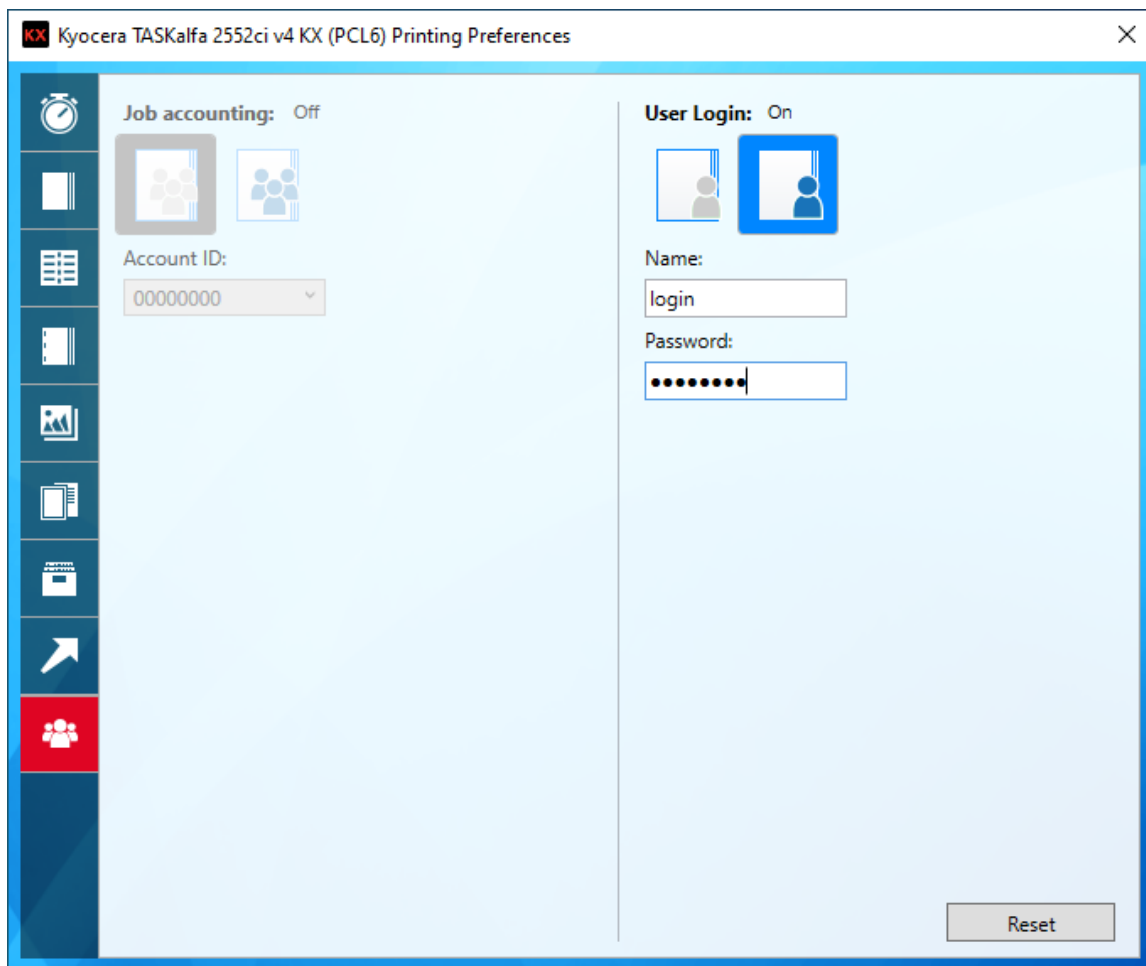 KX Kyocera TASKalfa 2552ci v4 KX (PCL6) Printing Preferences
Job accounting: Off
Account ID:
00000000
User Login: On
Name:
login
Password:
••••••••
Reset